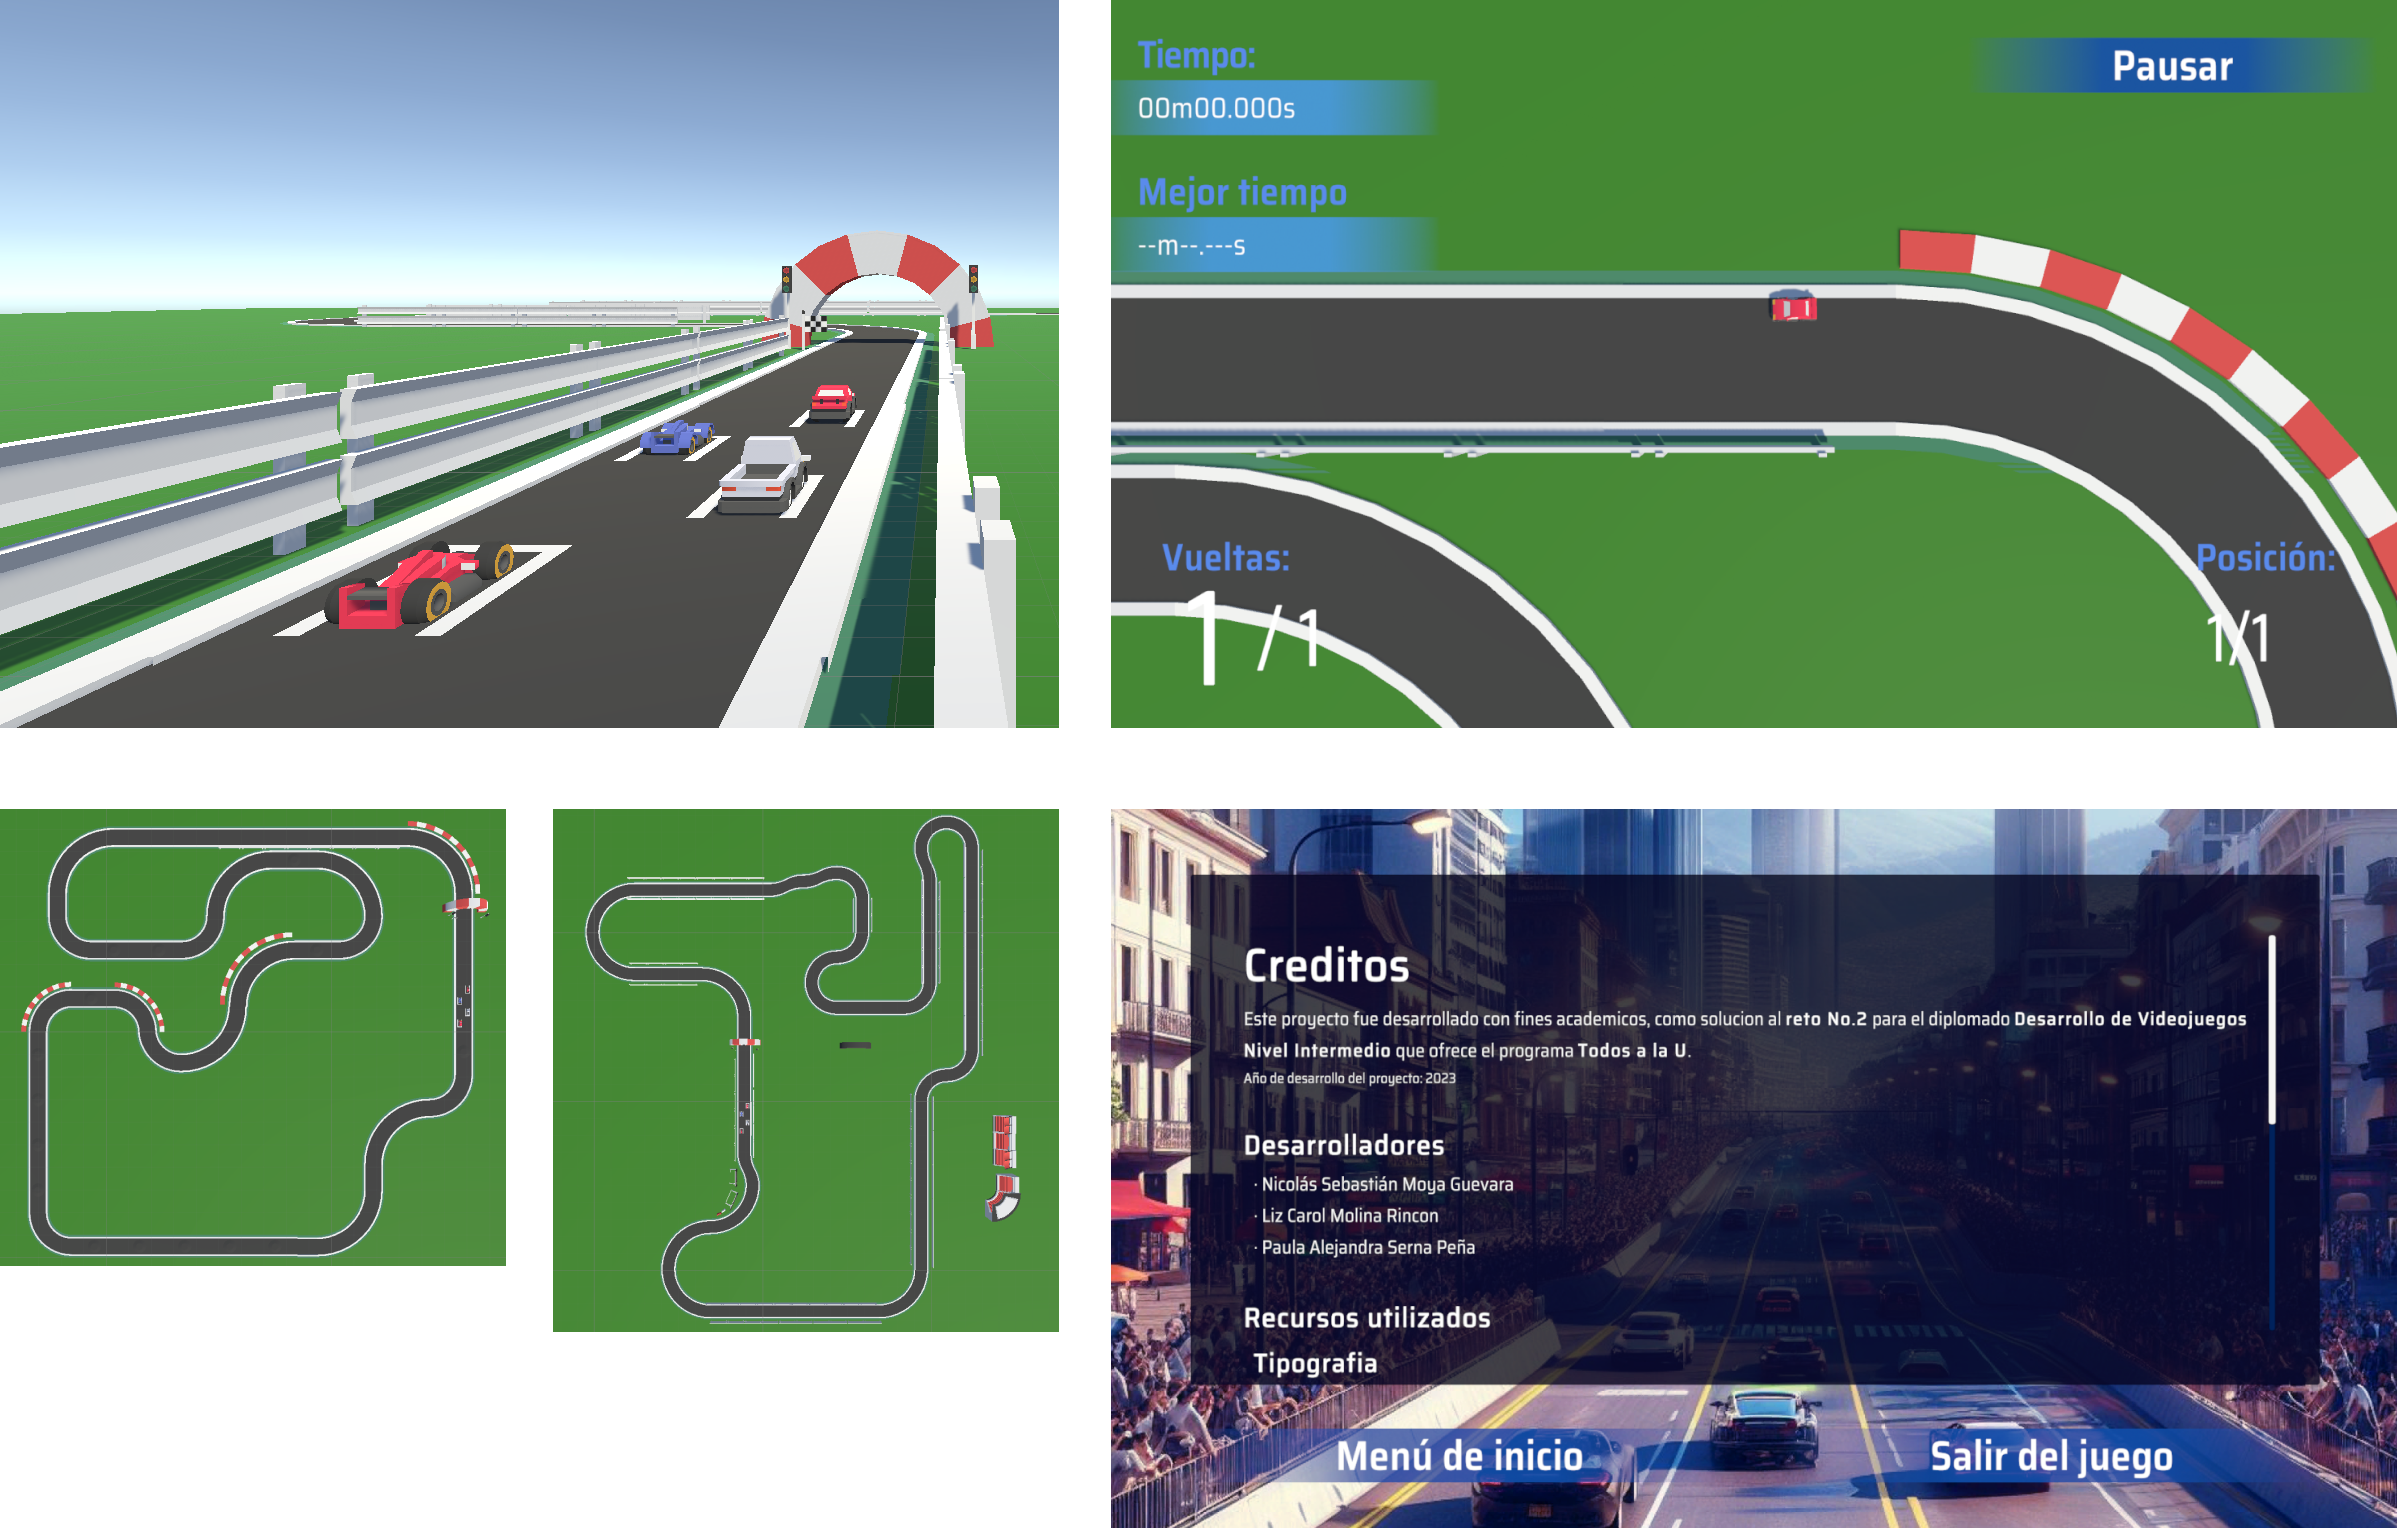 Tiempo:
Pausar
00m00.000s
Mejor tiempo
--m--.---s
Vueltas:
1 / 1
Posición:
1/1
Creditos
Este proyecto fue desarrollado con fines academicos, como solucion al reto No.2 para el diplomado Desarrollo de Videojuegos
Nivel Intermedio que ofrece el programa Todos a la U.
Año de desarrollo del proyecto: 2023
Desarrolladores
· Nicolás Sebastián Moya Guevara
· Liz Carol Molina Rincon
· Paula Alejandra Serna Peña
Recursos utilizados
Tipografia
Menú de inicio
Salir del juego